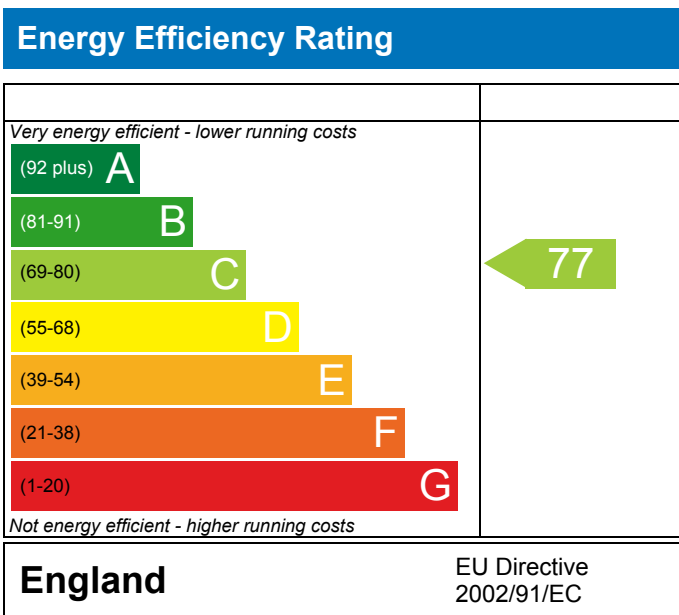 Energy Efficiency Rating
Very energy efficient - lower running costs
(92 plus) A
(81-91) B
(69-80) C
77
(55-68) D
(39-54) E
(21-38) F
(1-20) G
Not energy efficient - higher running costs
England
EU Directive
2002/91/EC